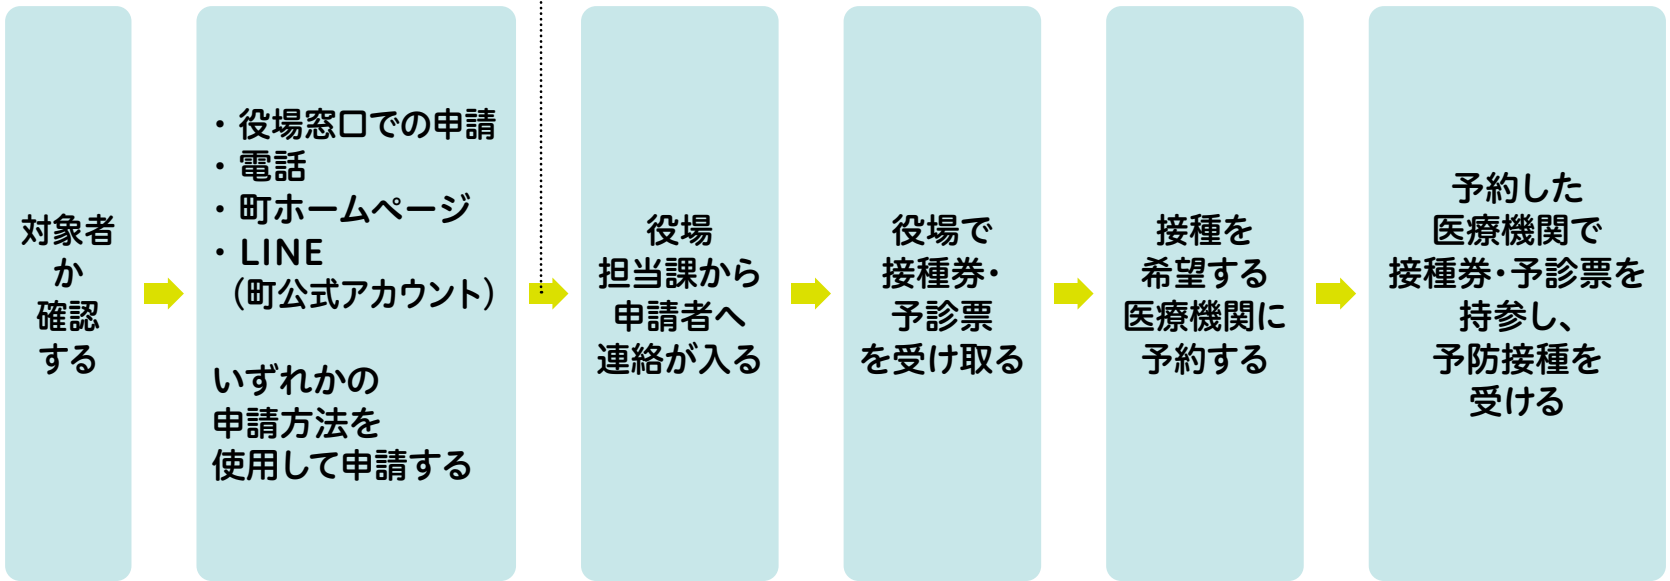 対象者
か
確認
する
・役場窓口での申請
・電話
・町ホームページ
・LINE
（町公式アカウント）
いずれかの
申請方法を
使用して申請する
役場
担当課から
申請者へ
連絡が入る
役場で
接種券・
予診票
を受け取る
接種を
希望する
医療機関に
予約する
予約した
医療機関で
接種券・予診票を
持参し、
予防接種を
受ける